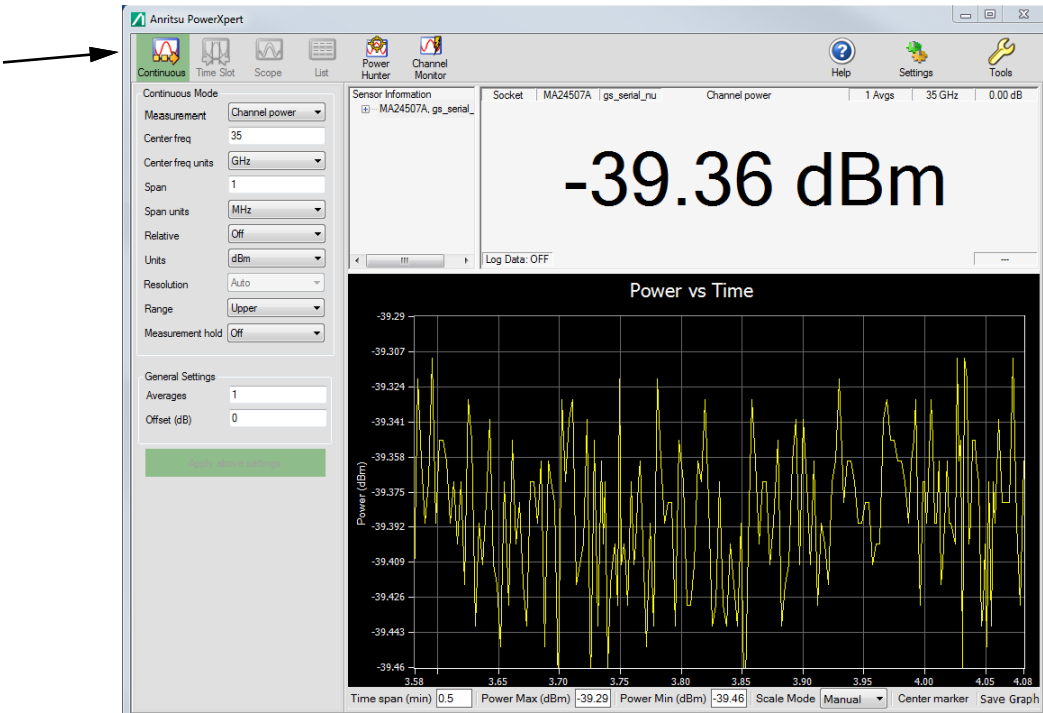 Anritsu PowerXpert
Continuous Time Slot Scope List Power Hunter Channel Monitor Help Settings Tools
Continuous Mode
Measurement Channel power
Center freq 35
Center freq units GHz
Span 1
Span units MHz
Relative Off
Units dBm
Resolution Auto
Range Upper
Measurement hold Off
General Settings
Averages 1
Offset (dB) 0
Apply above settings
Sensor Information
MA24507A, gs_serial_
Socket MA24507A gs_serial_nu Channel power 1 Avgs 35 GHz 0.00 dB
-39.36 dBm
Log Data: OFF --
Power vs Time
Power (dBm)
-39.29
-39.307
-39.324
-39.341
-39.358
-39.375
-39.392
-39.409
-39.426
-39.443
-39.46
3.58 3.65 3.70 3.75 3.80 3.85 3.90 3.95 4.00 4.05 4.08
Time span (min) 0.5 Power Max (dBm) -39.29 Power Min (dBm) -39.46 Scale Mode Manual Center marker Save Graph